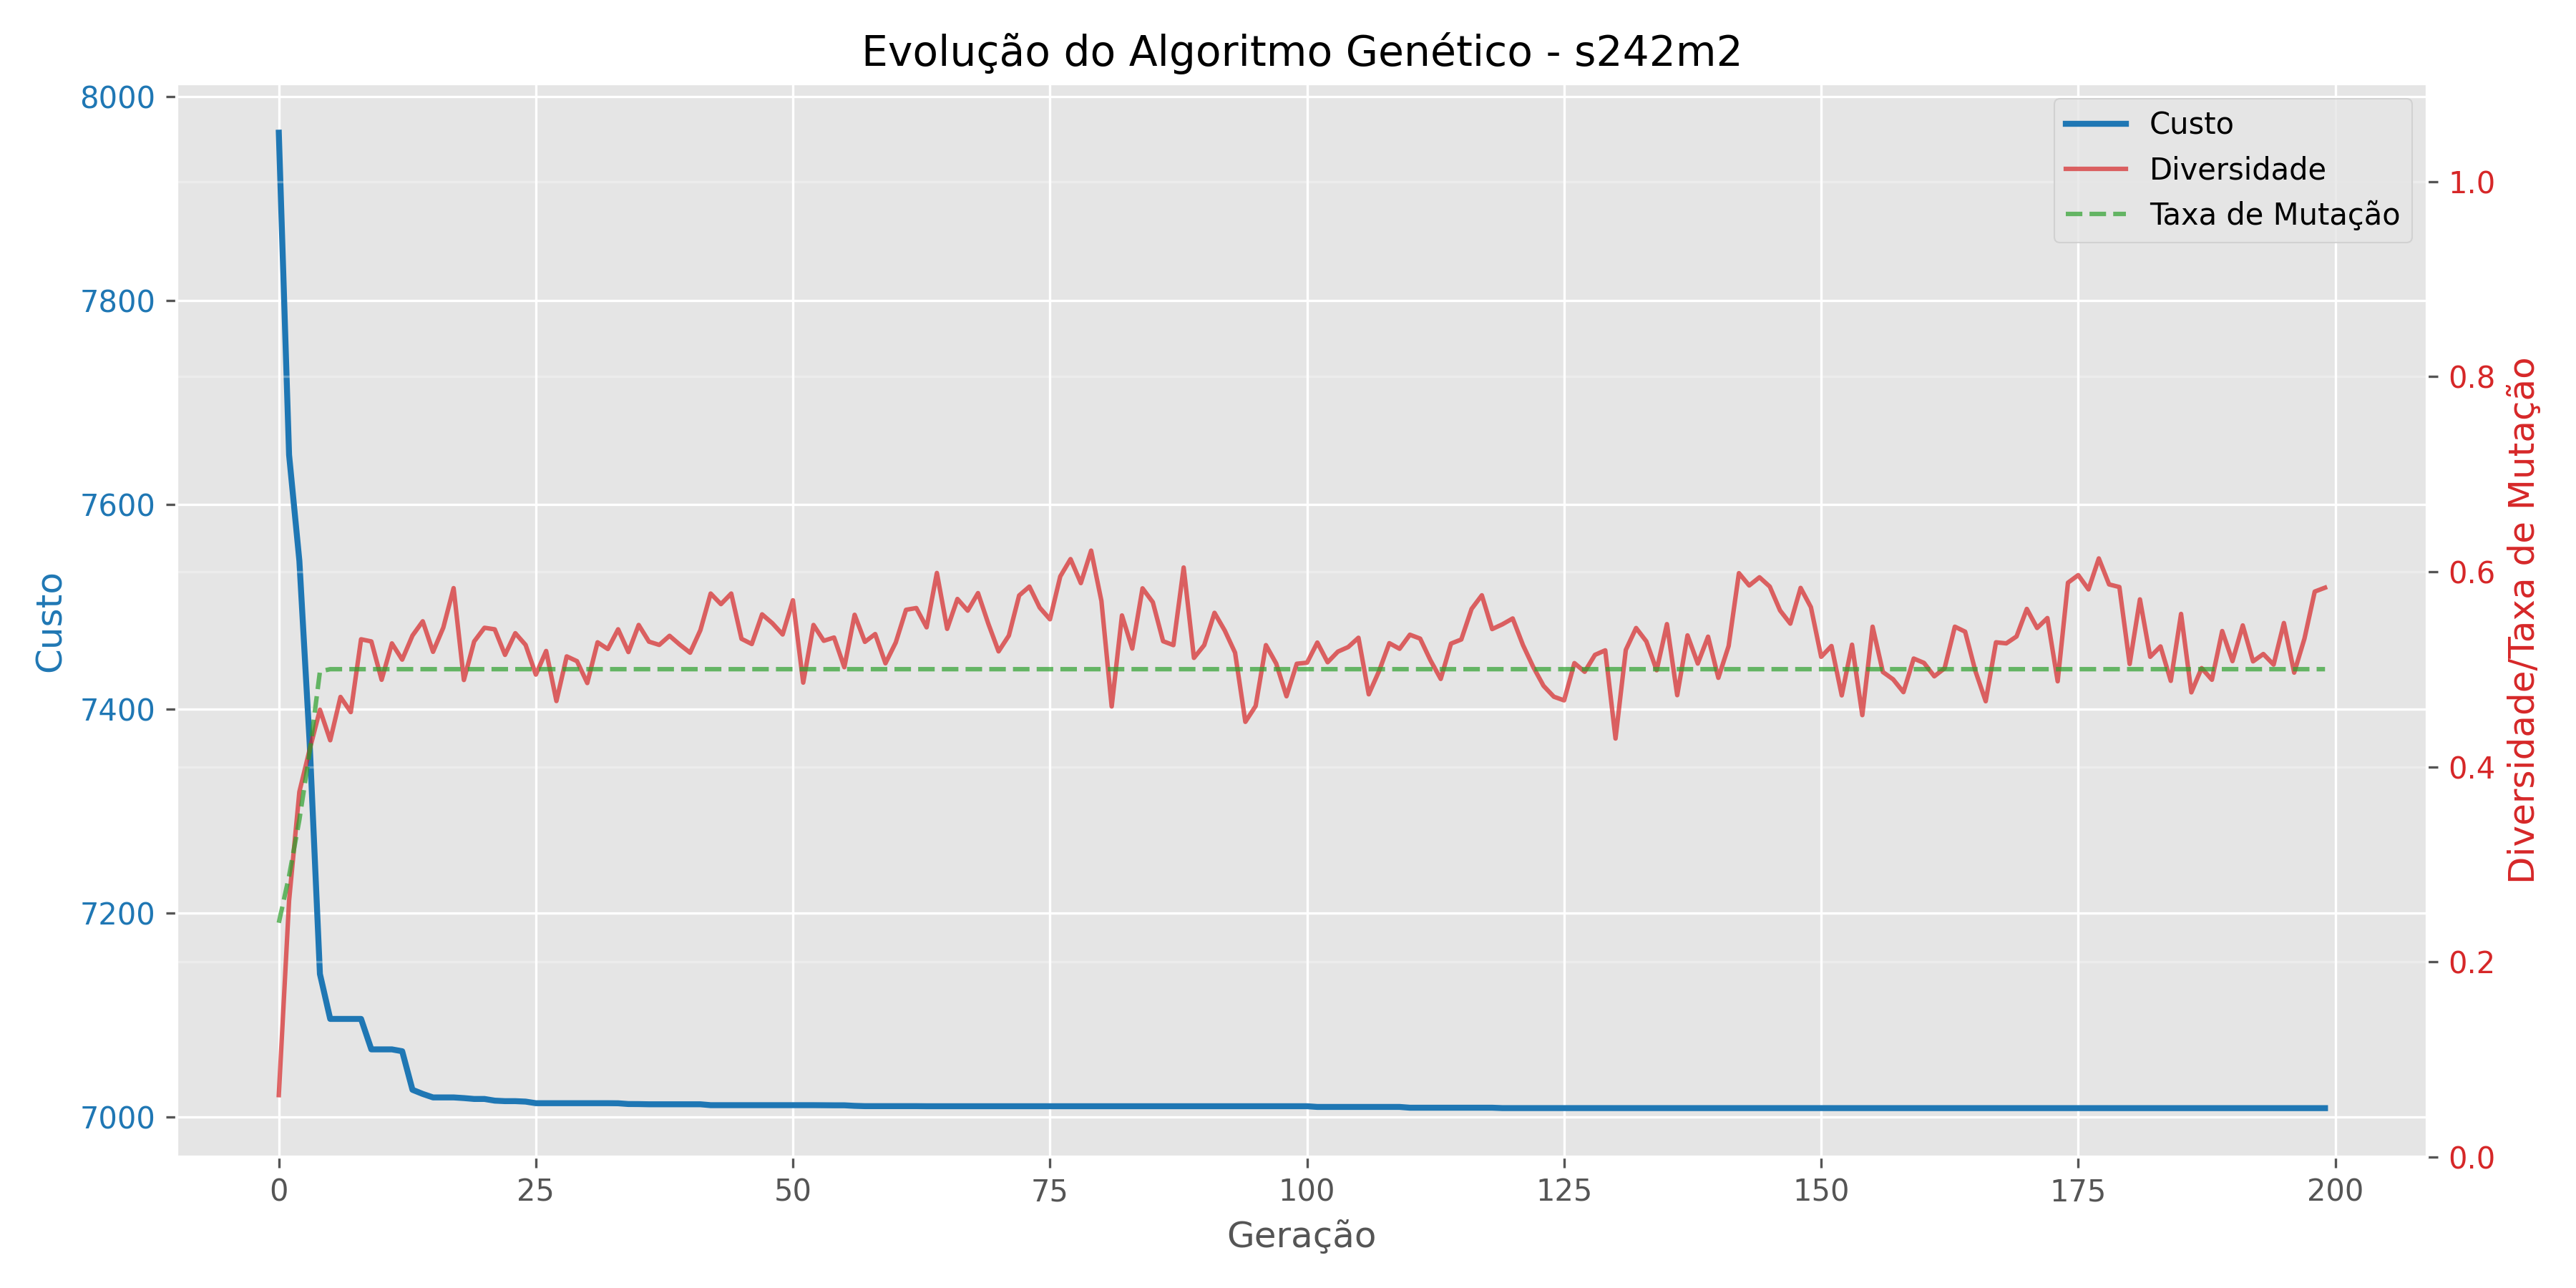 Evolução do Algoritmo Genético - s242m2
Custo
Diversidade
Taxa de Mutação
8000
7800
7600
7400
7200
7000
Custo
1.0
0.8
0.6
0.4
0.2
0.0
Diversidade/Taxa de Mutação
0 25 50 75 100 125 150 175 200
Geração